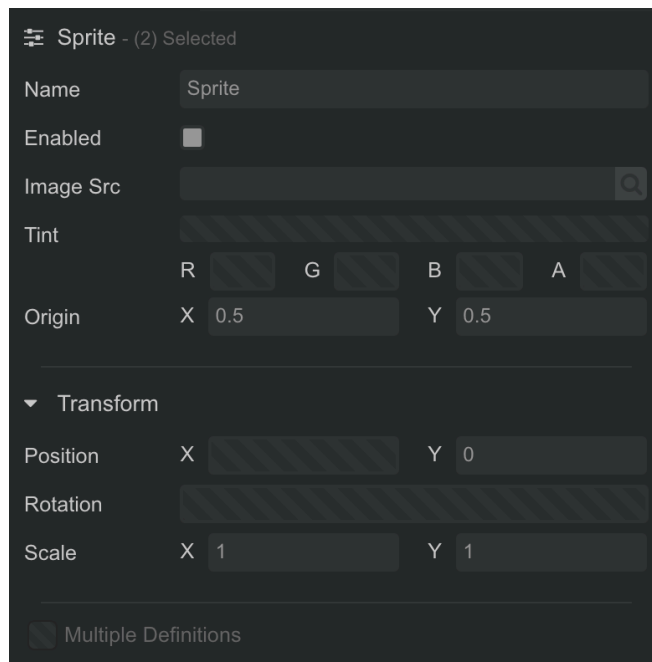 Sprite - (2) Selected
Name Sprite
Enabled
Image Src
Tint
R G B A
Origin X 0.5 Y 0.5
Transform
Position X Y 0
Rotation
Scale X 1 Y 1
Multiple Definitions